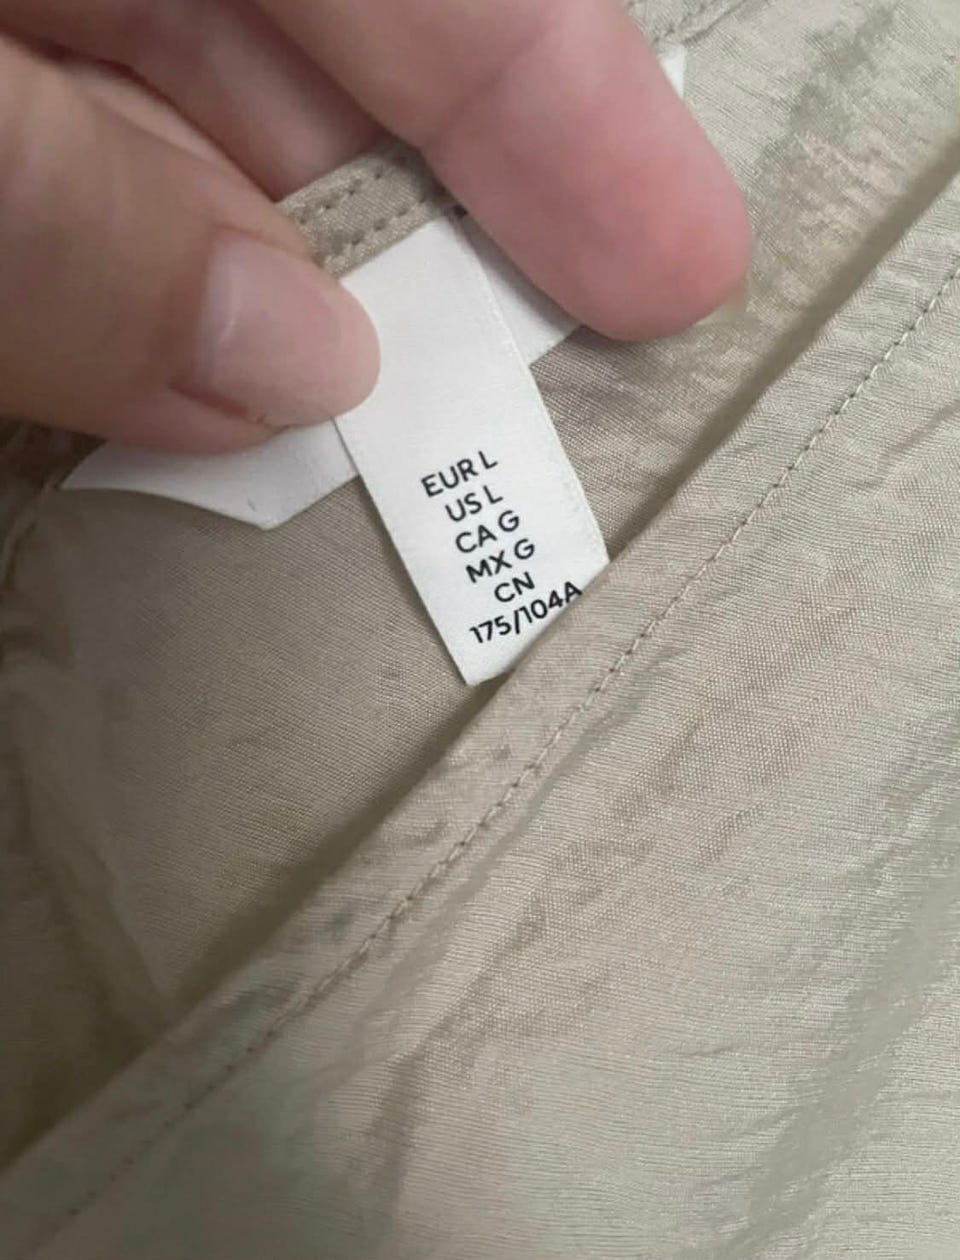 EUR L
US L
CA G
MX G
CN
175/104A